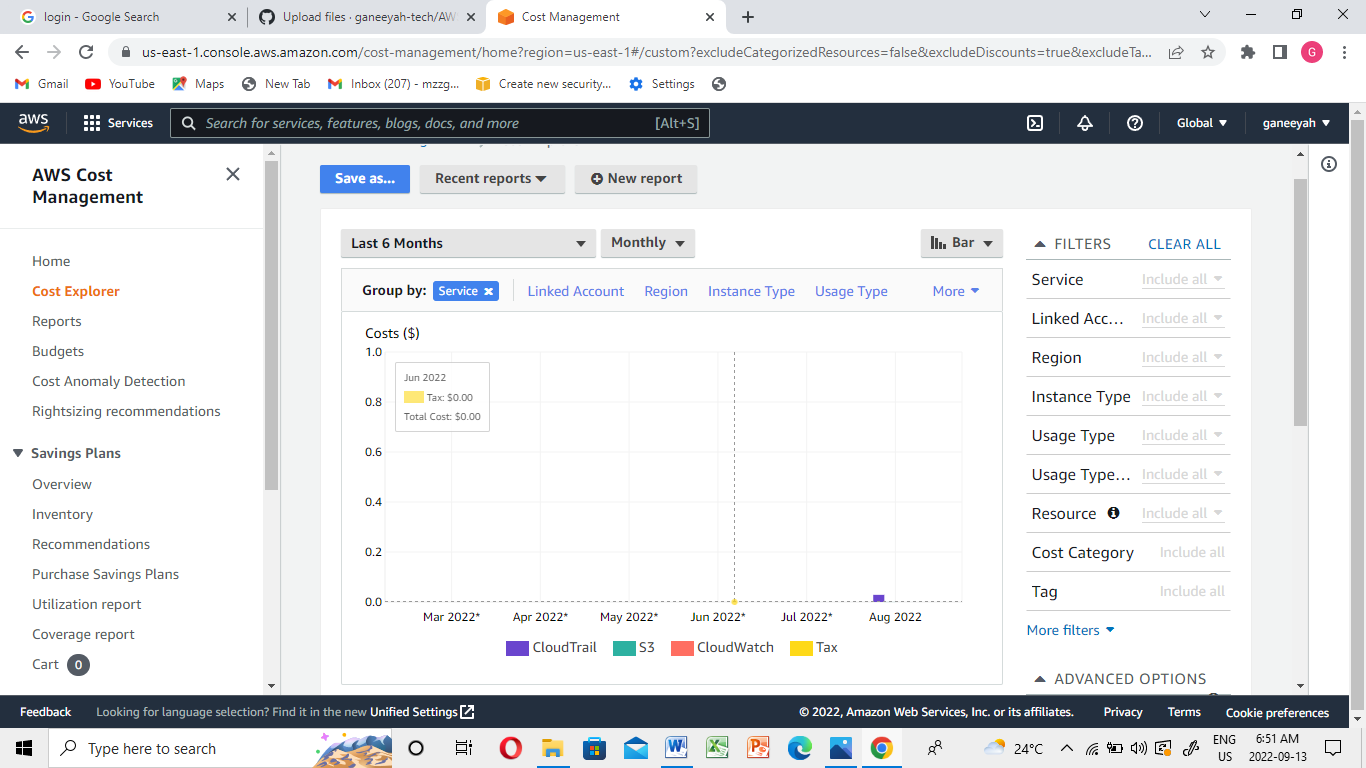 login - Google Search
Upload files · ganeeyah-tech/AW
Cost Management
us-east-1.console.aws.amazon.com/cost-management/home?region=us-east-1#/custom?excludeCategorizedResources=false&excludeDiscounts=true&excludeTa...
G
Gmail
YouTube
Maps
New Tab
Inbox (207) - mzzg...
Create new security...
Settings
aws
Services
Search for services, features, blogs, docs, and more
[Alt+S]
Global
ganeeyah
AWS Cost
Management
Home
Cost Explorer
Reports
Budgets
Cost Anomaly Detection
Rightsizing recommendations
Savings Plans
Overview
Inventory
Recommendations
Purchase Savings Plans
Utilization report
Coverage report
Cart 0
Save as...
Recent reports
New report
Last 6 Months
Monthly
Bar
Group by: Service
Linked Account
Region
Instance Type
Usage Type
More
Costs ($)
1.0
0.8
0.6
0.4
0.2
0.0
Jun 2022
Tax: $0.00
Total Cost: $0.00
Mar 2022*
Apr 2022*
May 2022*
Jun 2022*
Jul 2022*
Aug 2022
CloudTrail
S3
CloudWatch
Tax
FILTERS
CLEAR ALL
Service Include all
Linked Acc... Include all
Region Include all
Instance Type Include all
Usage Type Include all
Usage Type... Include all
Resource Include all
Cost Category Include all
Tag Include all
More filters
ADVANCED OPTIONS
Feedback
Looking for language selection? Find it in the new Unified Settings
© 2022, Amazon Web Services, Inc. or its affiliates.
Privacy
Terms
Cookie preferences
Type here to search
24°C
ENG
US
6:51 AM
2022-09-13